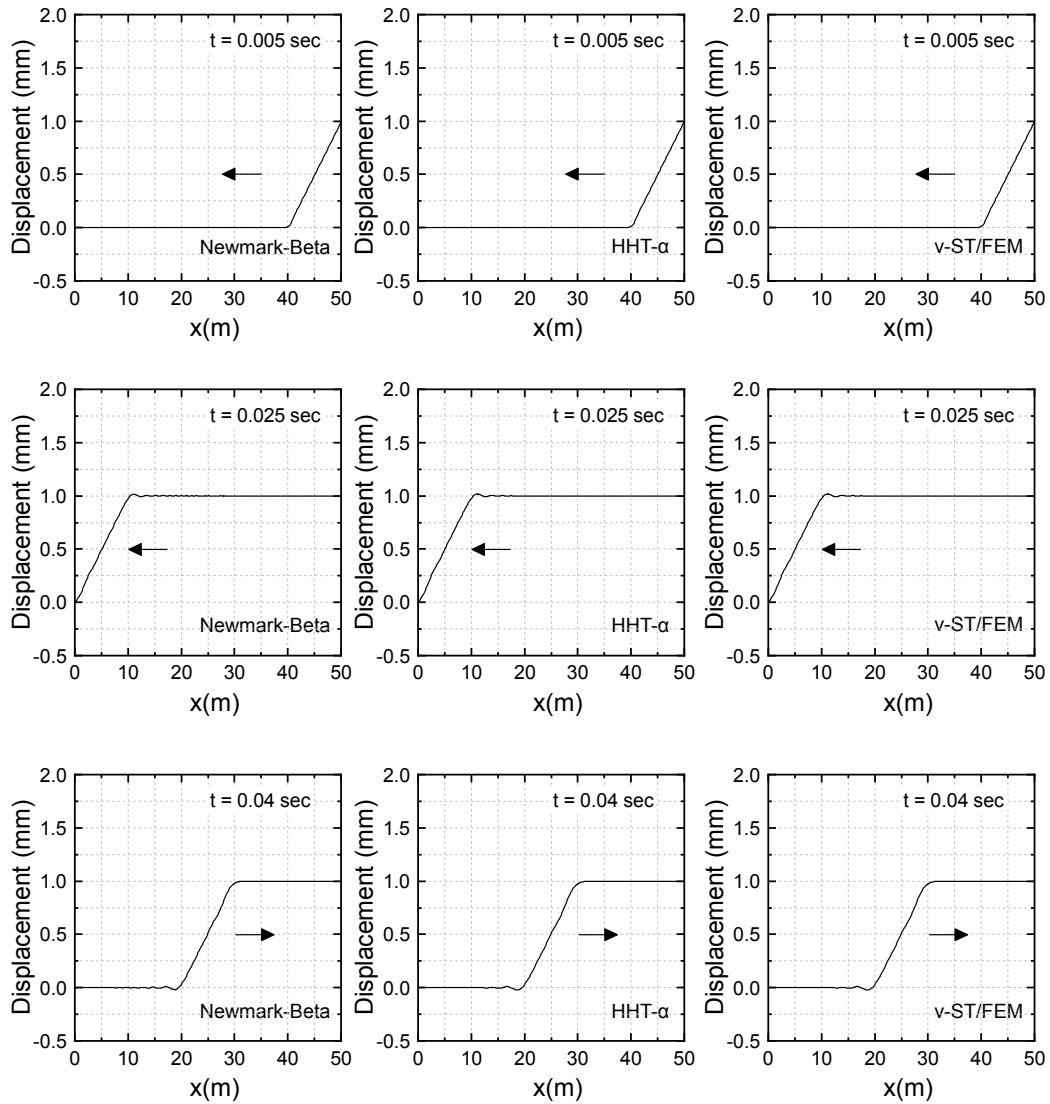 2.0
1.5
1.0
0.5
0.0
-0.5
Displacement (mm)
t = 0.005 sec
Newmark-Beta
0 10 20 30 40 50
x(m)
2.0
1.5
1.0
0.5
0.0
-0.5
Displacement (mm)
t = 0.005 sec
HHT-α
0 10 20 30 40 50
x(m)
2.0
1.5
1.0
0.5
0.0
-0.5
Displacement (mm)
t = 0.005 sec
v-ST/FEM
0 10 20 30 40 50
x(m)
2.0
1.5
1.0
0.5
0.0
-0.5
Displacement (mm)
t = 0.025 sec
Newmark-Beta
0 10 20 30 40 50
x(m)
2.0
1.5
1.0
0.5
0.0
-0.5
Displacement (mm)
t = 0.025 sec
HHT-α
0 10 20 30 40 50
x(m)
2.0
1.5
1.0
0.5
0.0
-0.5
Displacement (mm)
t = 0.025 sec
v-ST/FEM
0 10 20 30 40 50
x(m)
2.0
1.5
1.0
0.5
0.0
-0.5
Displacement (mm)
t = 0.04 sec
Newmark-Beta
0 10 20 30 40 50
x(m)
2.0
1.5
1.0
0.5
0.0
-0.5
Displacement (mm)
t = 0.04 sec
HHT-α
0 10 20 30 40 50
x(m)
2.0
1.5
1.0
0.5
0.0
-0.5
Displacement (mm)
t = 0.04 sec
v-ST/FEM
0 10 20 30 40 50
x(m)